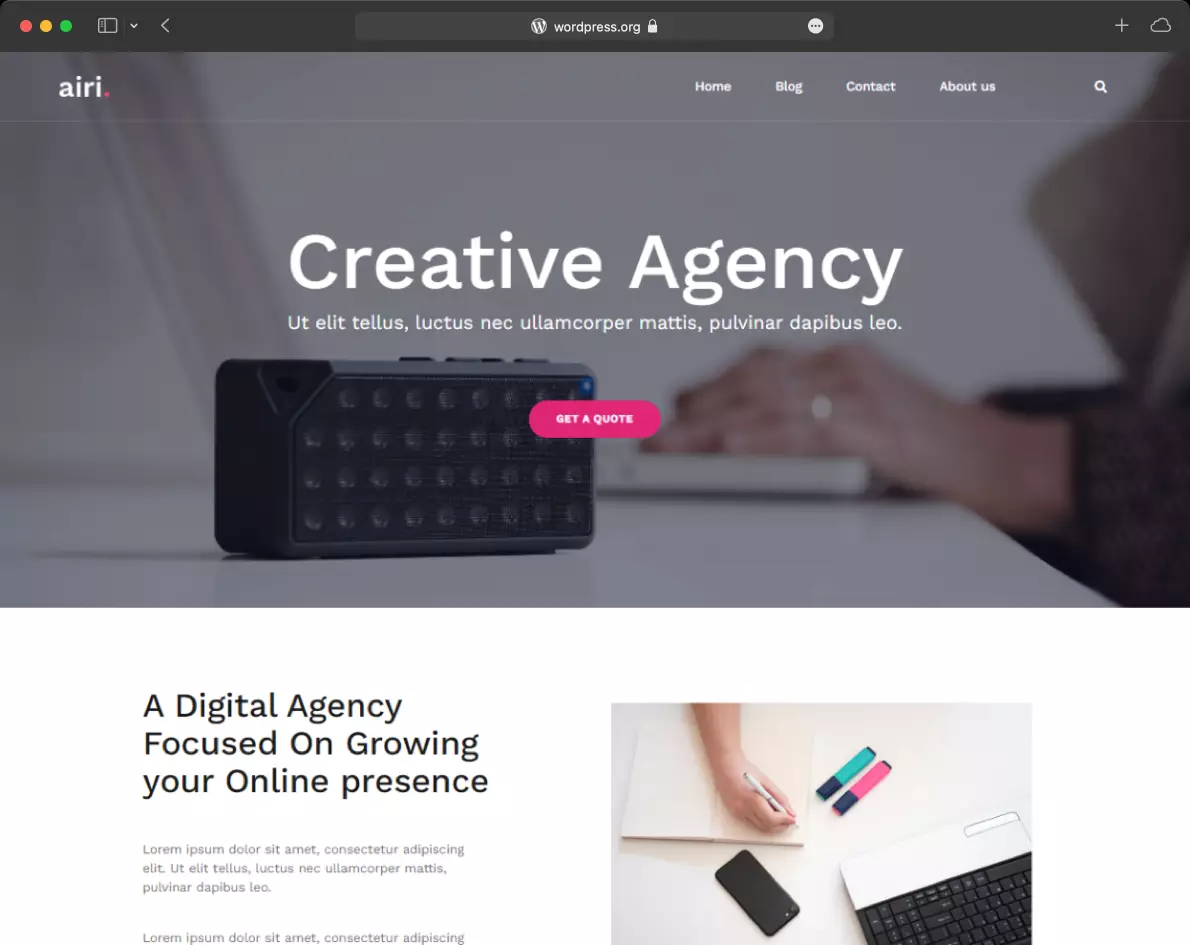 wordpress.org
airi.
Home Blog Contact About us
Creative Agency
Ut elit tellus, luctus nec ullamcorper mattis, pulvinar dapibus leo.
GET A QUOTE
A Digital Agency
Focused On Growing
your Online presence
Lorem ipsum dolor sit amet, consectetur adipiscing
elit. Ut elit tellus, luctus nec ullamcorper mattis,
pulvinar dapibus leo.
Lorem ipsum dolor sit amet, consectetur adipiscing